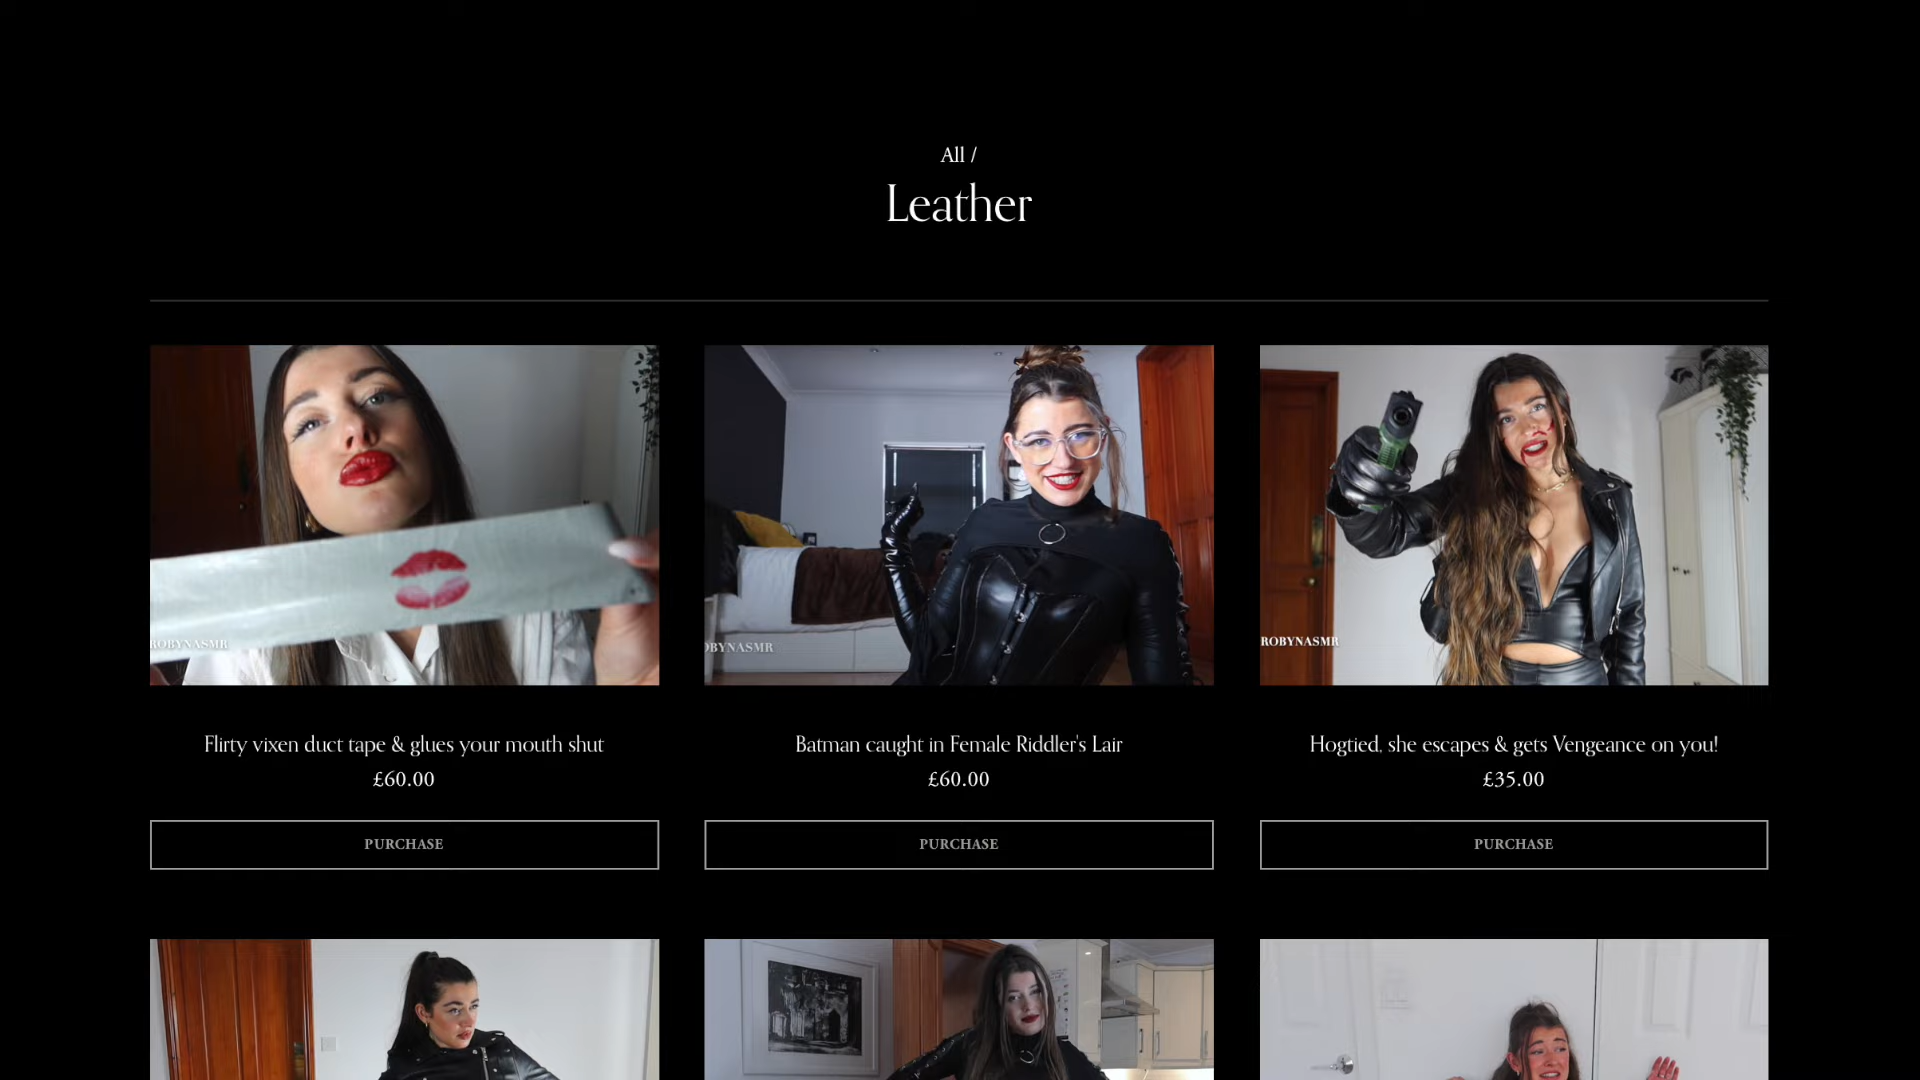 All /
Leather
ROBYNASMR
OBYNASMR
ROBYNASMR
Flirty vixen duct tape & glues your mouth shut
£60.00
PURCHASE
Batman caught in Female Riddler's Lair
£60.00
PURCHASE
Hogtied, she escapes & gets Vengeance on you!
£35.00
PURCHASE